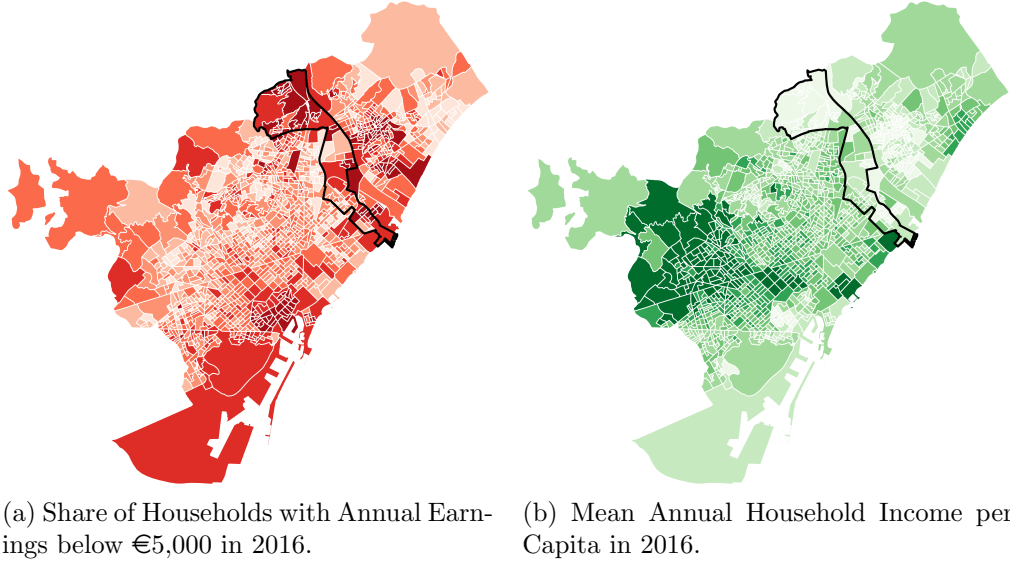 (a) Share of Households with Annual Earn-
ings below €5,000 in 2016.
(b) Mean Annual Household Income per
Capita in 2016.